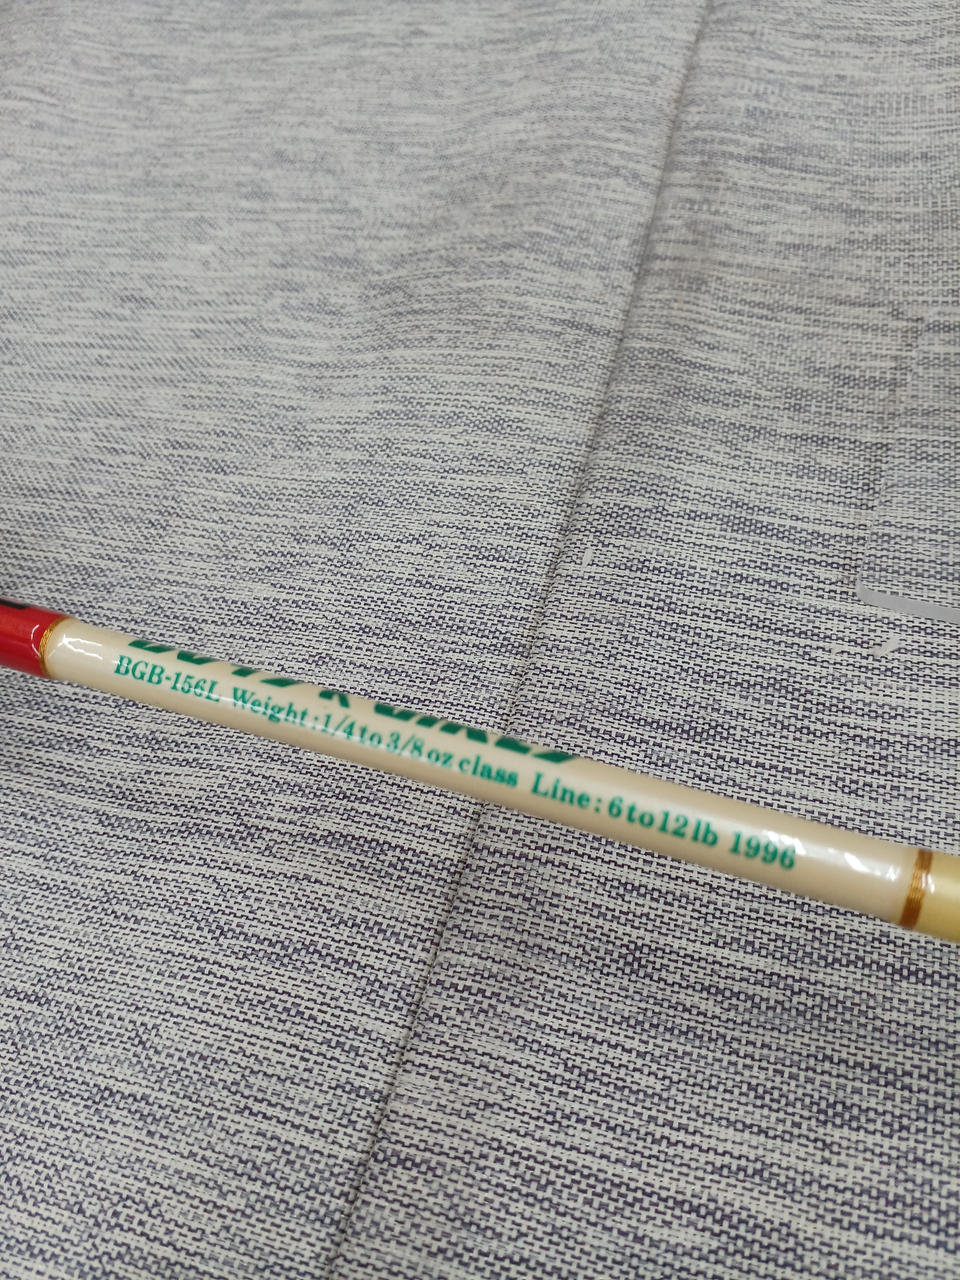 BGB-156L Weight:1/4 to 3/8 oz class Line:6 to 12 lb 1996